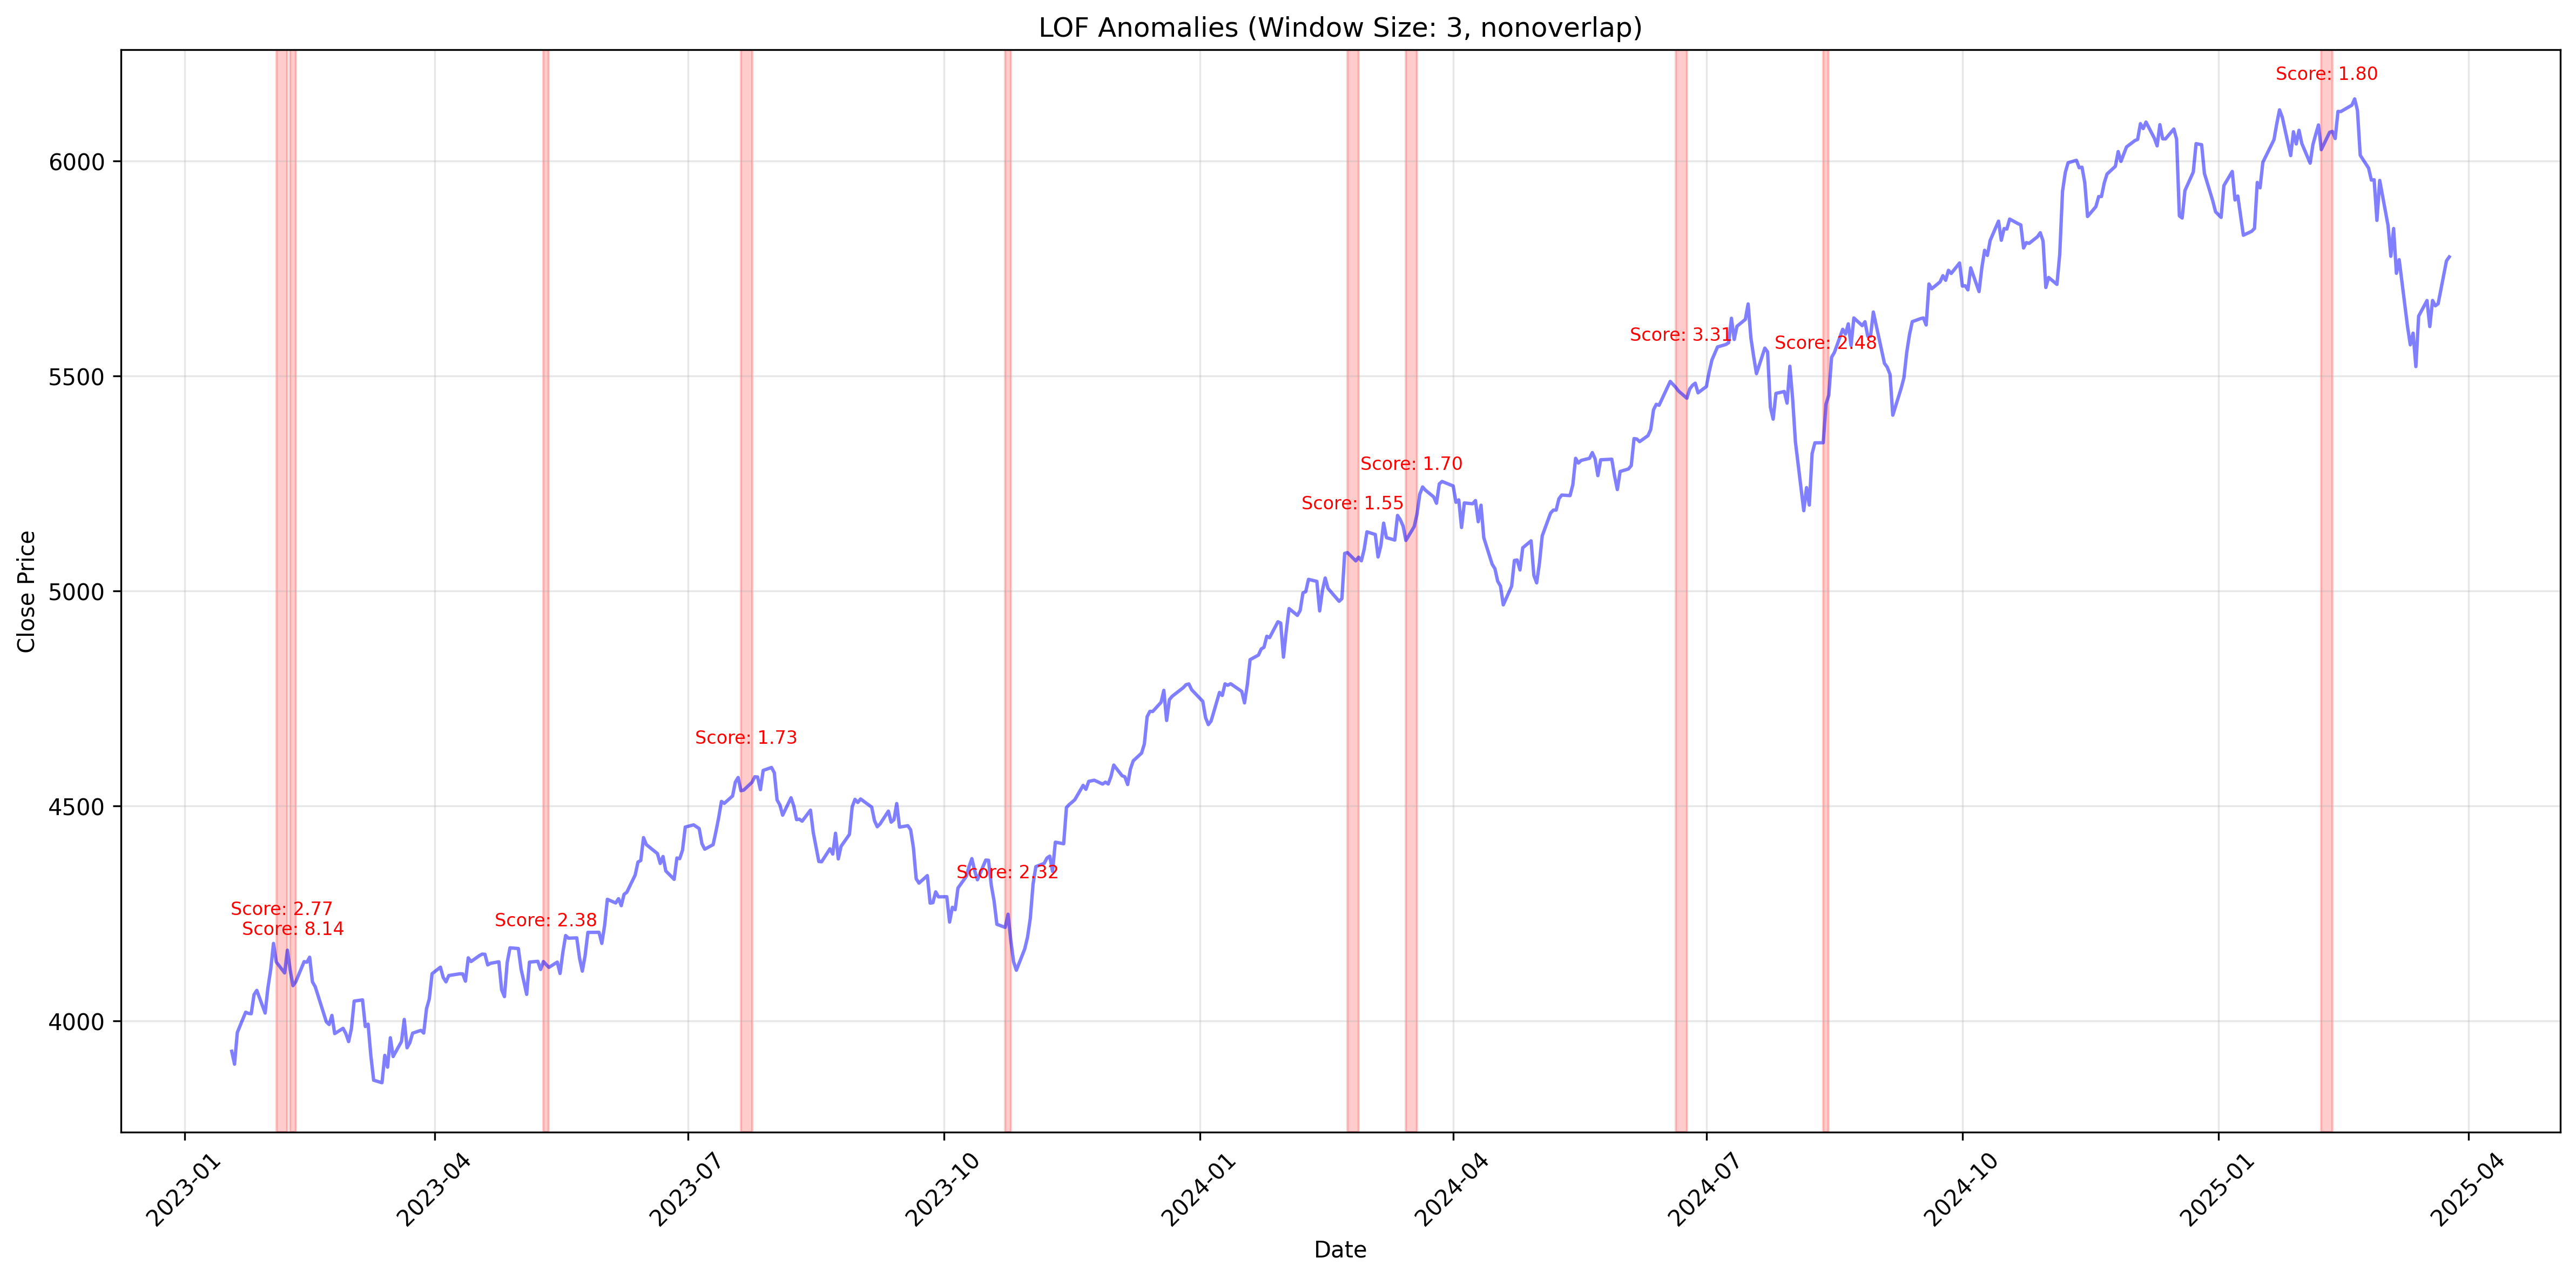 LOF Anomalies (Window Size: 3, nonoverlap)
Score: 1.80
6000
Score: 3.31
Score: 2.48
5500
Score: 1.70
Score: 1.55
Close Price
5000
Score: 1.73
4500
Score: 2.32
Score: 2.77
Score: 2.38
Score: 8.14
4000
2023-01
2023-04
2023-07
2023-10
2024-01
2024-04
2024-07
2024-10
2025-01
2025-04
Date